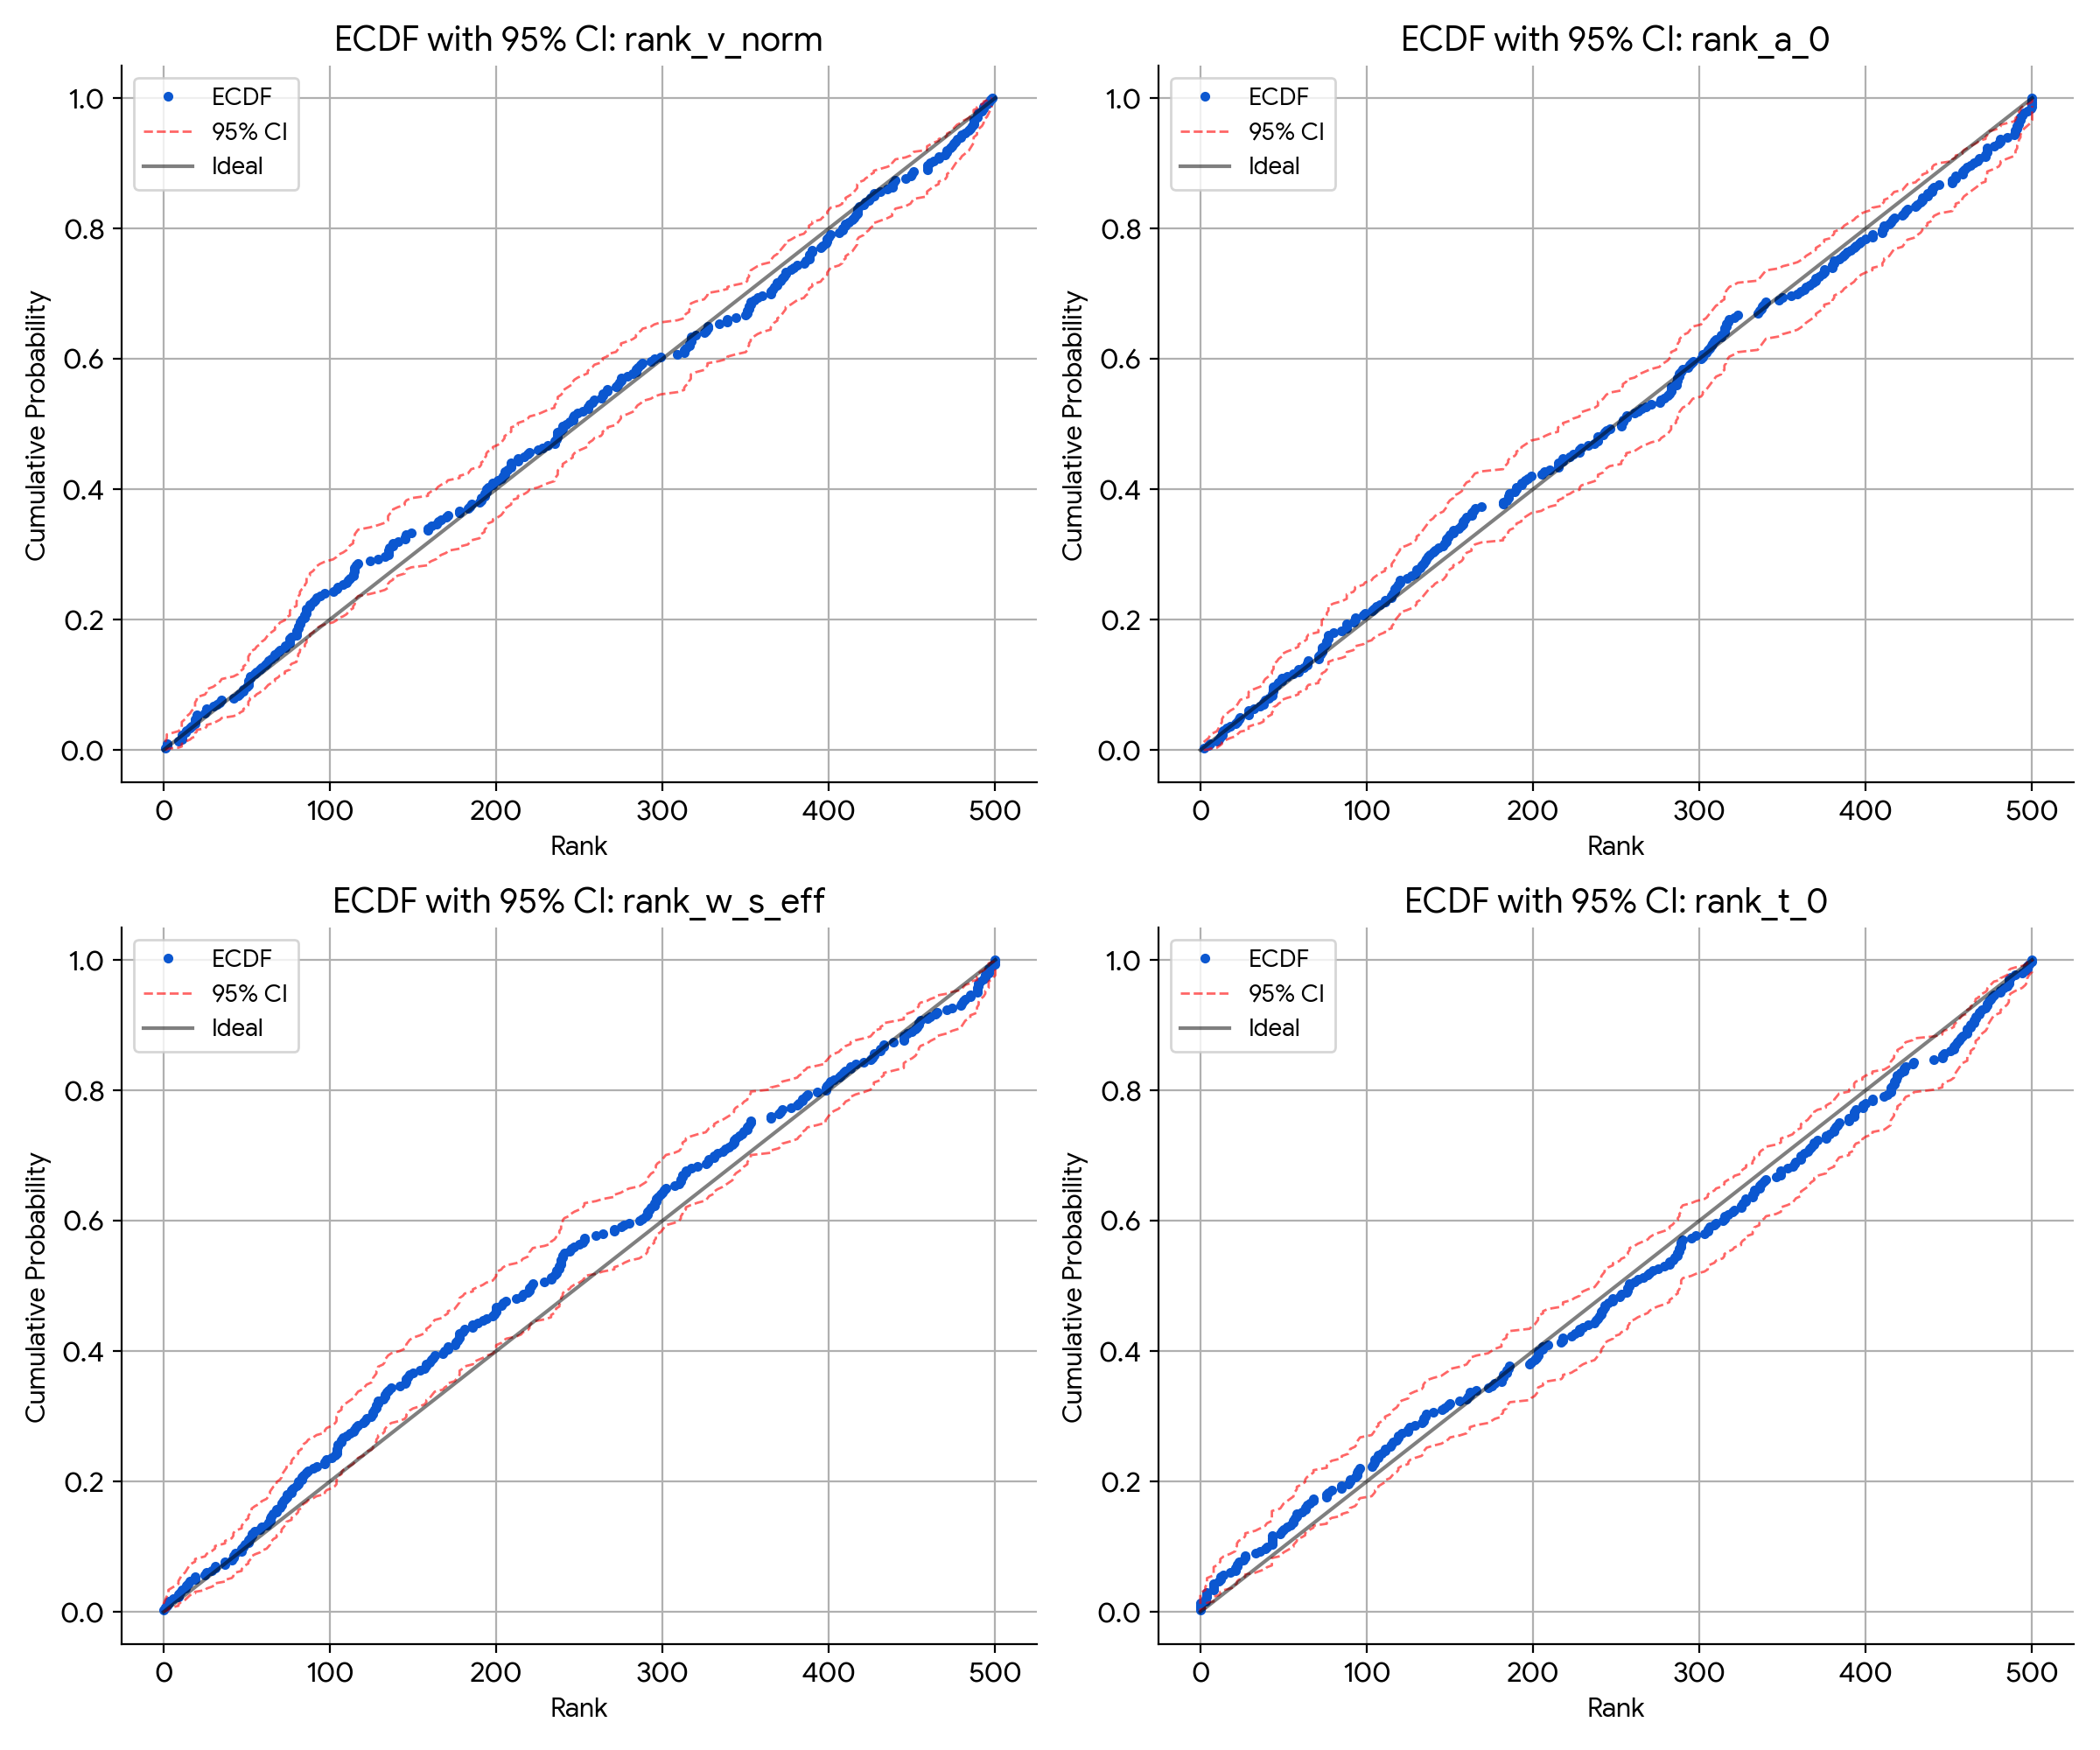 ECDF with 95% CI: rank_v_norm
ECDF
95% CI
Ideal
1.0
0.8
0.6
0.4
0.2
0.0
Cumulative Probability
0 100 200 300 400 500
Rank
ECDF with 95% CI: rank_a_0
ECDF
95% CI
Ideal
1.0
0.8
0.6
0.4
0.2
0.0
Cumulative Probability
0 100 200 300 400 500
Rank
ECDF with 95% CI: rank_w_s_eff
ECDF
95% CI
Ideal
1.0
0.8
0.6
0.4
0.2
0.0
Cumulative Probability
0 100 200 300 400 500
Rank
ECDF with 95% CI: rank_t_0
ECDF
95% CI
Ideal
1.0
0.8
0.6
0.4
0.2
0.0
Cumulative Probability
0 100 200 300 400 500
Rank